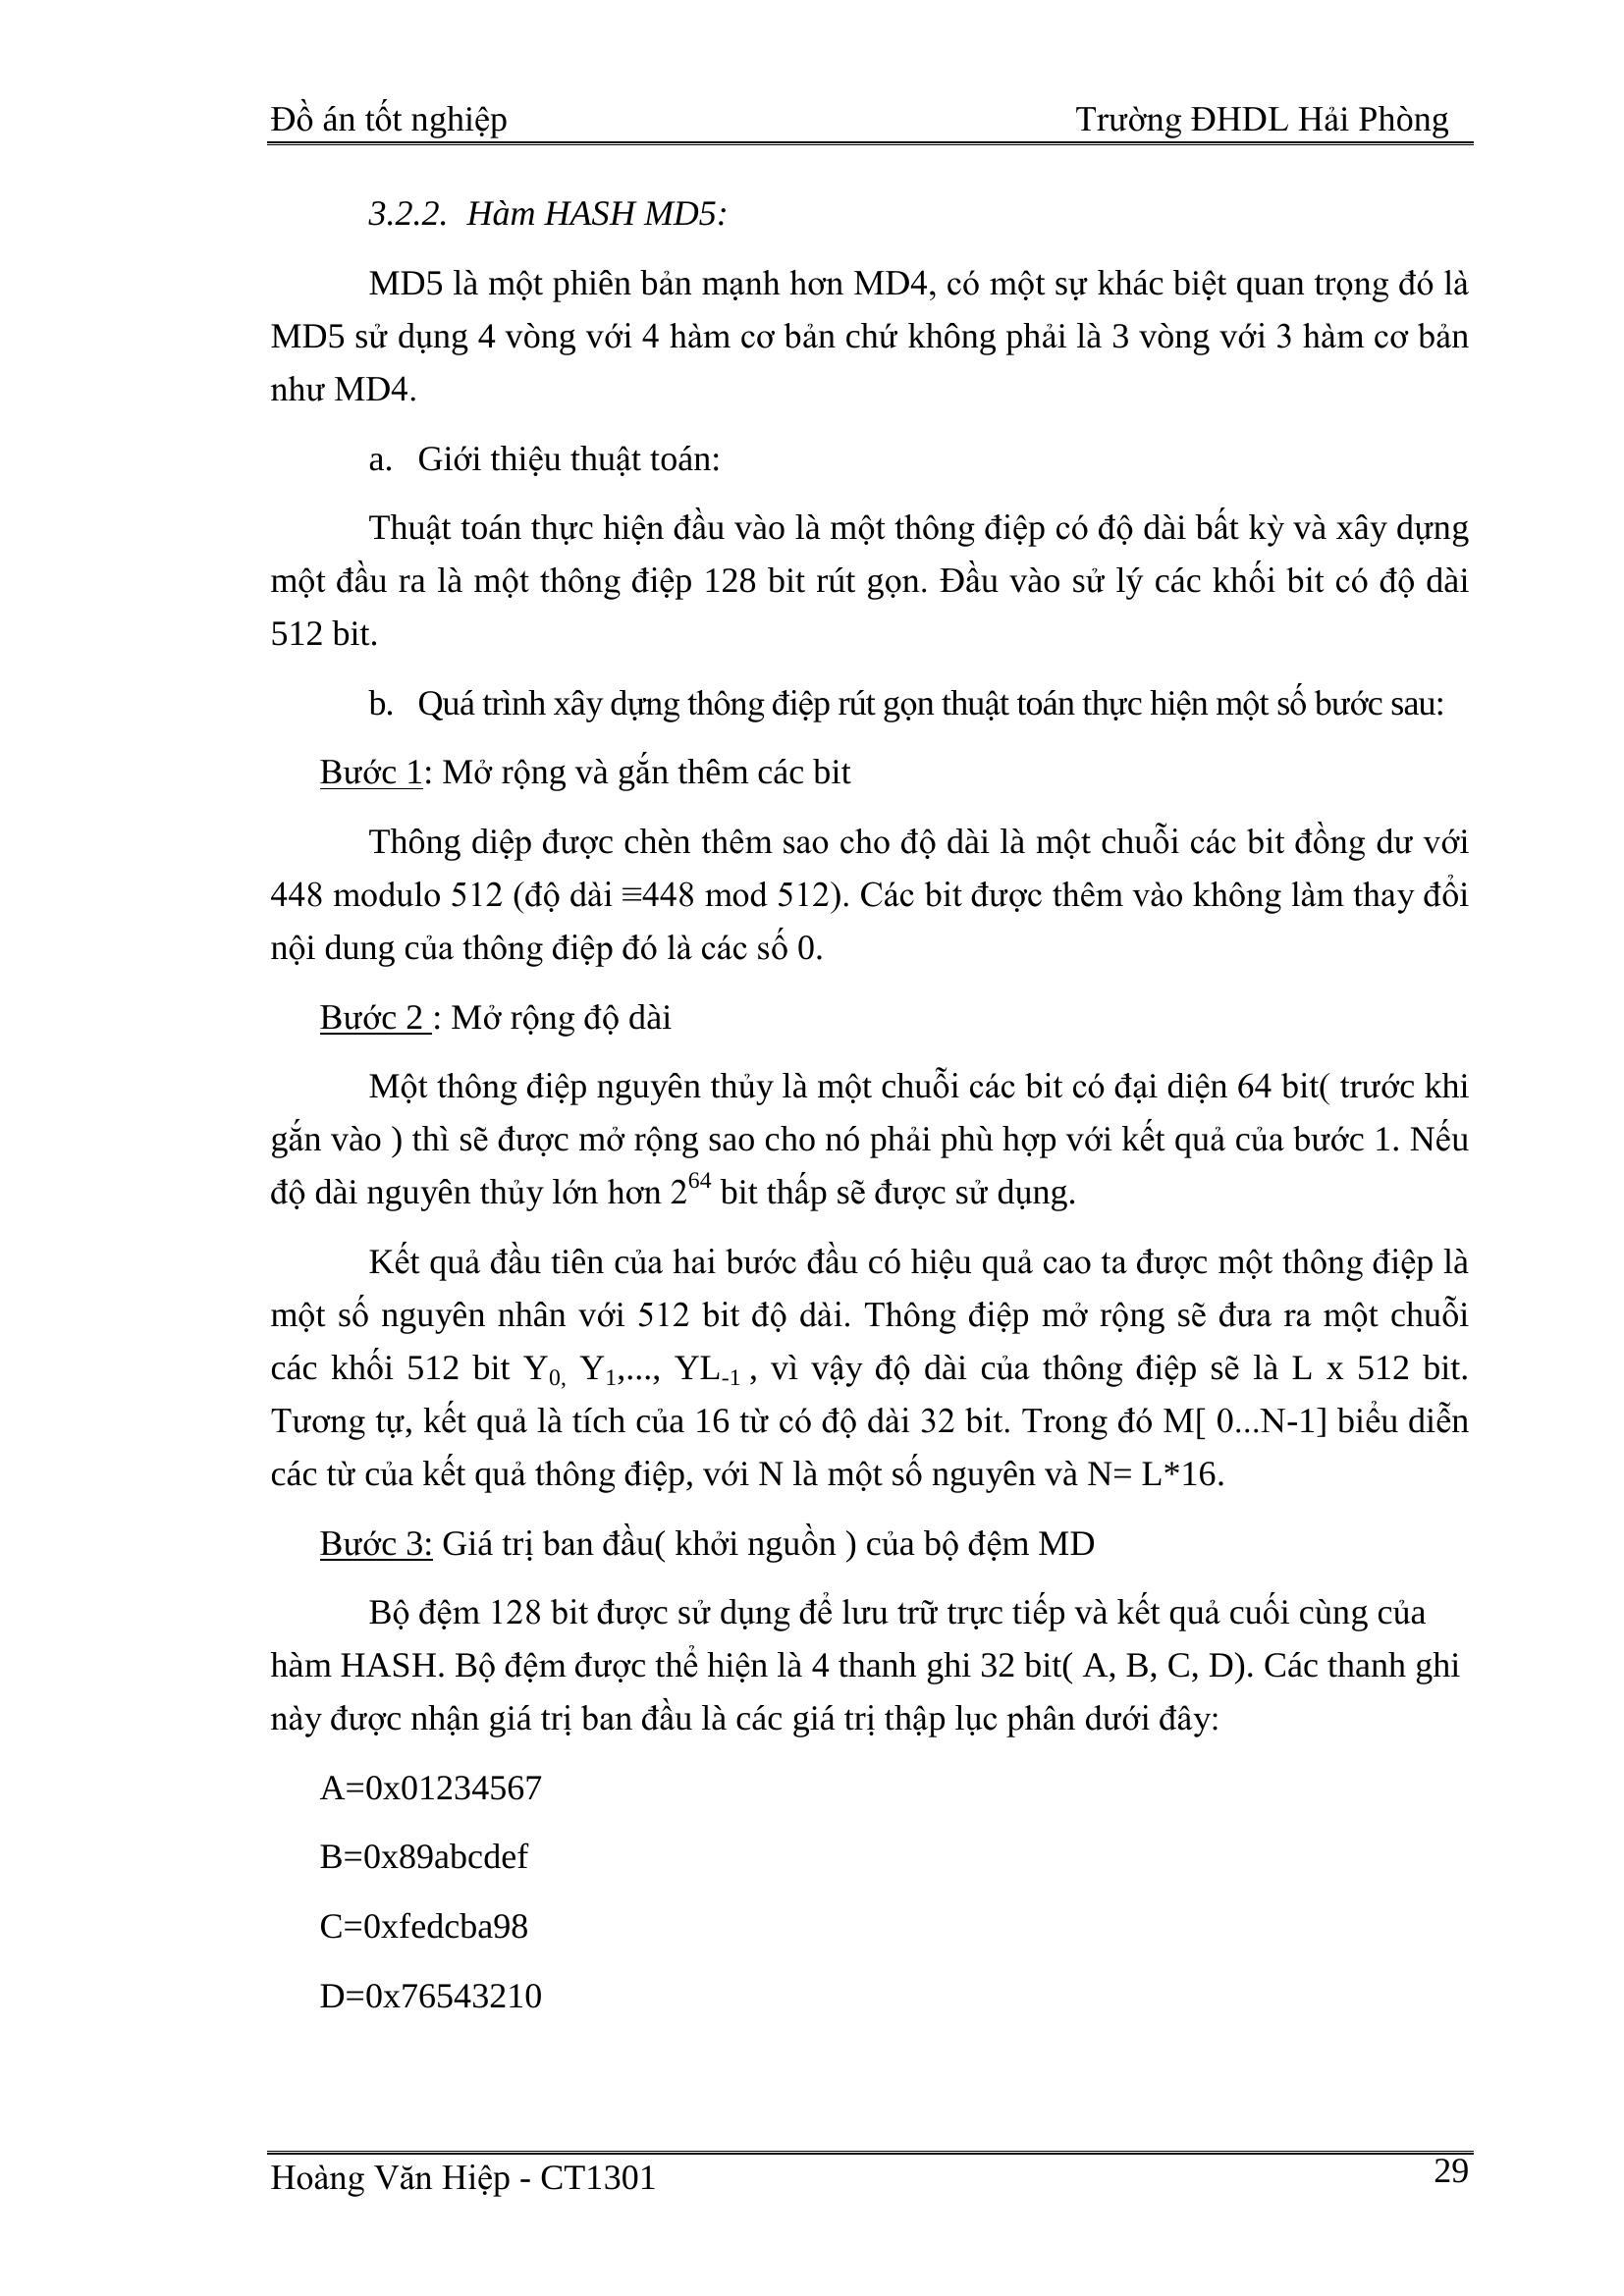 Đồ án tốt nghiệp Trường ĐHDL Hải Phòng
3.2.2. Hàm HASH MD5:
MD5 là một phiên bản mạnh hơn MD4, có một sự khác biệt quan trọng đó là
MD5 sử dụng 4 vòng với 4 hàm cơ bản chứ không phải là 3 vòng với 3 hàm cơ bản
như MD4.
a. Giới thiệu thuật toán:
Thuật toán thực hiện đầu vào là một thông điệp có độ dài bất kỳ và xây dựng
một đầu ra là một thông điệp 128 bit rút gọn. Đầu vào sử lý các khối bit có độ dài
512 bit.
b. Quá trình xây dựng thông điệp rút gọn thuật toán thực hiện một số bước sau:
Bước 1: Mở rộng và gắn thêm các bit
Thông diệp được chèn thêm sao cho độ dài là một chuỗi các bit đồng dư với
448 modulo 512 (độ dài ≡448 mod 512). Các bit được thêm vào không làm thay đổi
nội dung của thông điệp đó là các số 0.
Bước 2 : Mở rộng độ dài
Một thông điệp nguyên thủy là một chuỗi các bit có đại diện 64 bit( trước khi
gắn vào ) thì sẽ được mở rộng sao cho nó phải phù hợp với kết quả của bước 1. Nếu
độ dài nguyên thủy lớn hơn 2^64 bit thấp sẽ được sử dụng.
Kết quả đầu tiên của hai bước đầu có hiệu quả cao ta được một thông điệp là
một số nguyên nhân với 512 bit độ dài. Thông điệp mở rộng sẽ đưa ra một chuỗi
các khối 512 bit Y0, Y1,..., YL-1 , vì vậy độ dài của thông điệp sẽ là L x 512 bit.
Tương tự, kết quả là tích của 16 từ có độ dài 32 bit. Trong đó M[ 0...N-1] biểu diễn
các từ của kết quả thông điệp, với N là một số nguyên và N= L*16.
Bước 3: Giá trị ban đầu( khởi nguồn ) của bộ đệm MD
Bộ đệm 128 bit được sử dụng để lưu trữ trực tiếp và kết quả cuối cùng của
hàm HASH. Bộ đệm được thể hiện là 4 thanh ghi 32 bit( A, B, C, D). Các thanh ghi
này được nhận giá trị ban đầu là các giá trị thập lục phân dưới đây:
A=0x01234567
B=0x89abcdef
C=0xfedcba98
D=0x76543210
Hoàng Văn Hiệp - CT1301 29